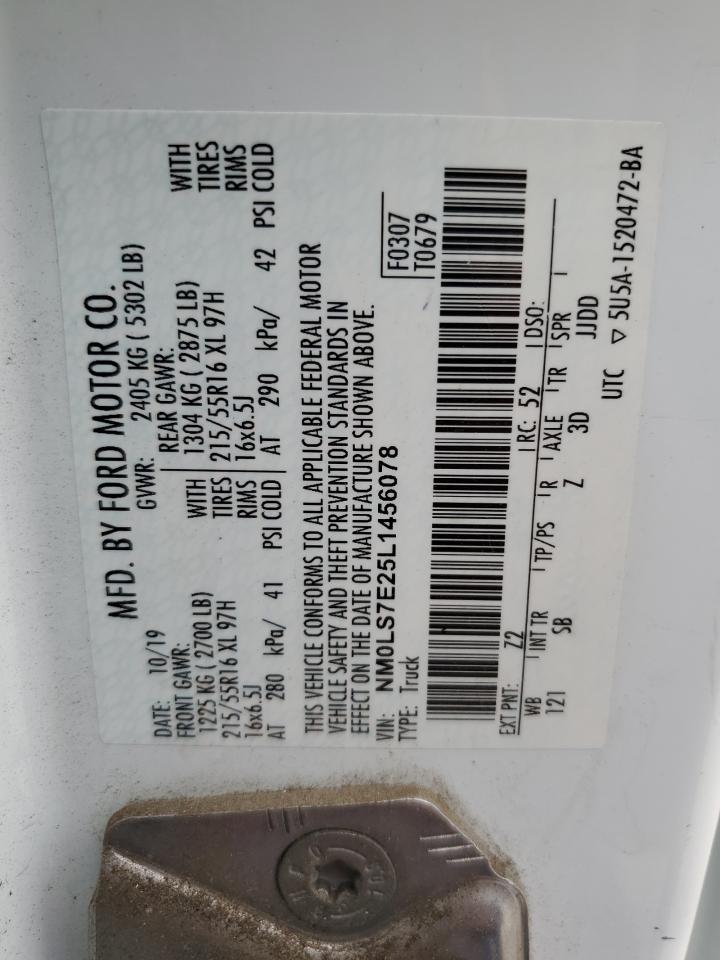 MFD. BY FORD MOTOR CO.
DATE: 10/19 GVWR: 2405 KG ( 5302 LB)
FRONT GAWR: REAR GAWR:
1225 KG ( 2700 LB) WITH 1304 KG ( 2875 LB) WITH
215/55R16 XL 97H TIRES 215/55R16 XL 97H TIRES
16x6.5J RIMS 16x6.5J RIMS
AT 280 kPa/ 41 PSI COLD AT 290 kPa/ 42 PSI COLD
THIS VEHICLE CONFORMS TO ALL APPLICABLE FEDERAL MOTOR
VEHICLE SAFETY AND THEFT PREVENTION STANDARDS IN
EFFECT ON THE DATE OF MANUFACTURE SHOWN ABOVE.
VIN: NM0LS7E25L1456078
TYPE: Truck
F0307
T0679
EXT PNT: Z2 RC: 52 DSO:
WB INT TR TP/PS R AXLE TR SPR
121 SB Z 3D JJDD
UTC ▽ 5U5A-1520472-BA